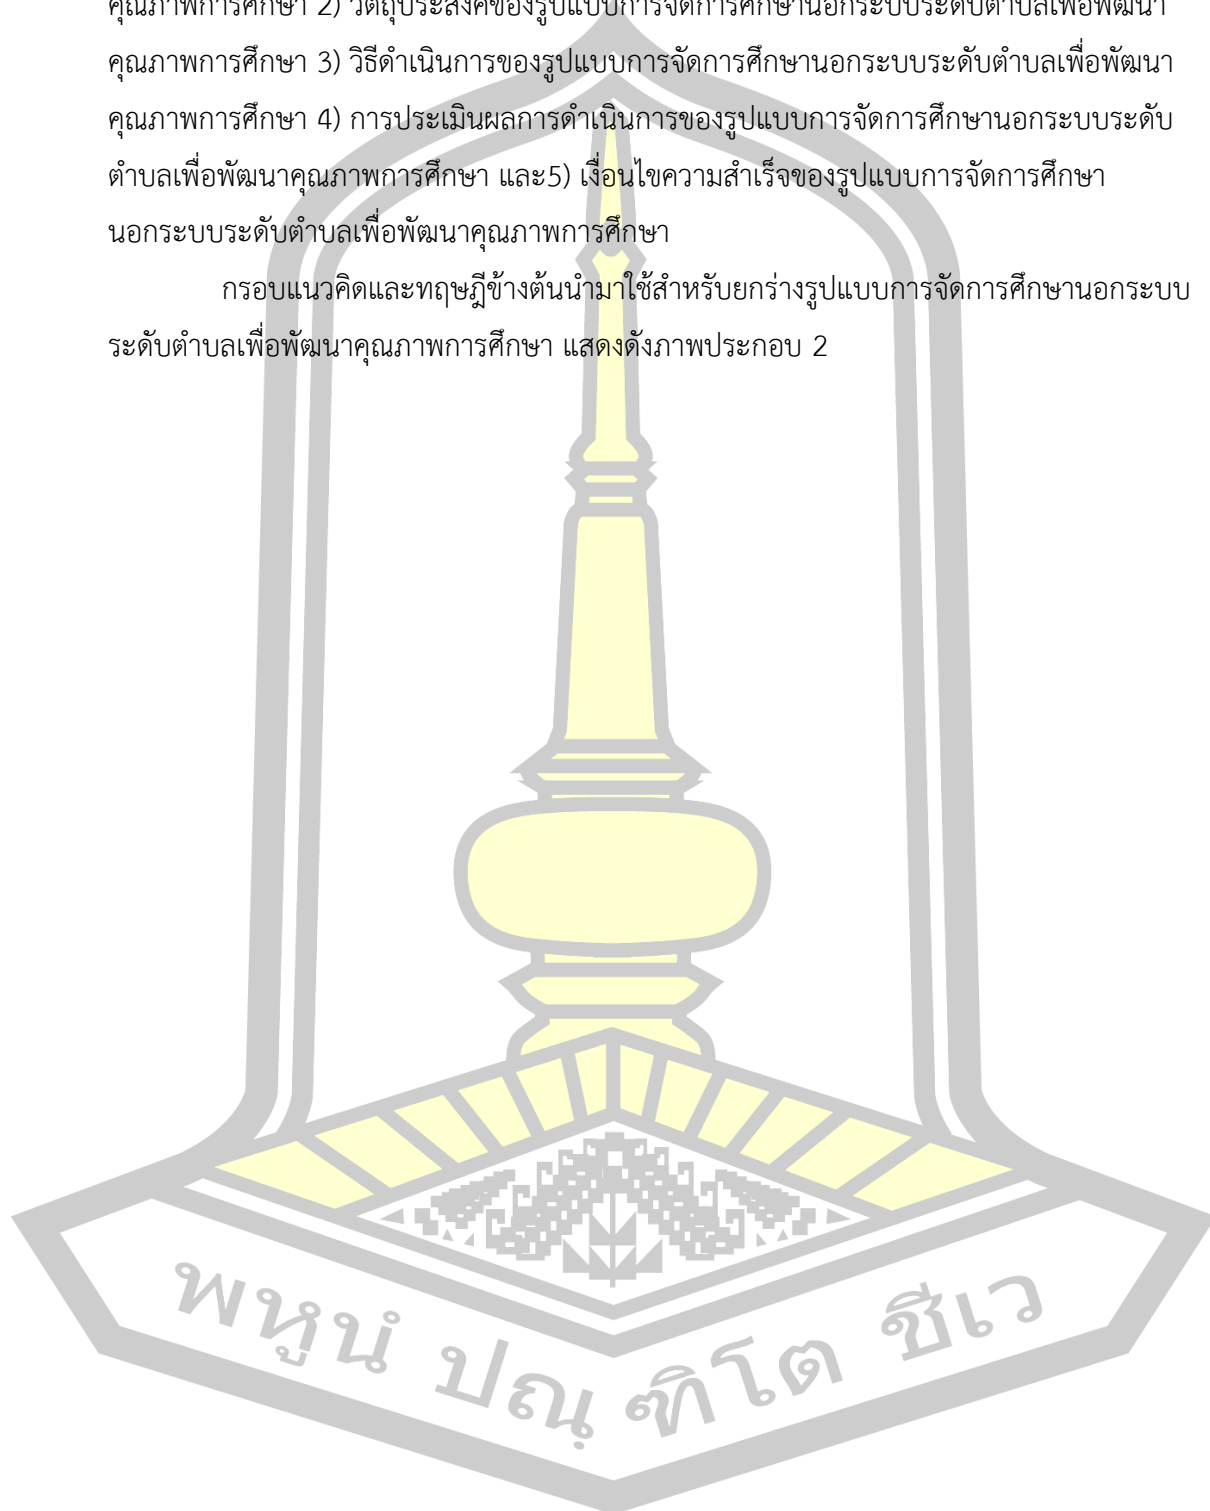 คุณภาพการศึกษา 2) วัตถุประสงค์ของรูปแบบการจัดการศึกษานอกระบบระดับตำบลเพื่อพัฒนา
คุณภาพการศึกษา 3) วิธีดำเนินการของรูปแบบการจัดการศึกษานอกระบบระดับตำบลเพื่อพัฒนา
คุณภาพการศึกษา 4) การประเมินผลการดำเนินการของรูปแบบการจัดการศึกษานอกระบบระดับ
ตำบลเพื่อพัฒนาคุณภาพการศึกษา และ5) เงื่อนไขความสำเร็จของรูปแบบการจัดการศึกษา
นอกระบบระดับตำบลเพื่อพัฒนาคุณภาพการศึกษา
กรอบแนวคิดและทฤษฎีข้างต้นนำมาใช้สำหรับยกร่างรูปแบบการจัดการศึกษานอกระบบ
ระดับตำบลเพื่อพัฒนาคุณภาพการศึกษา แสดงดังภาพประกอบ 2
พหูนํ ปณฺ ฑิโต ชีเว